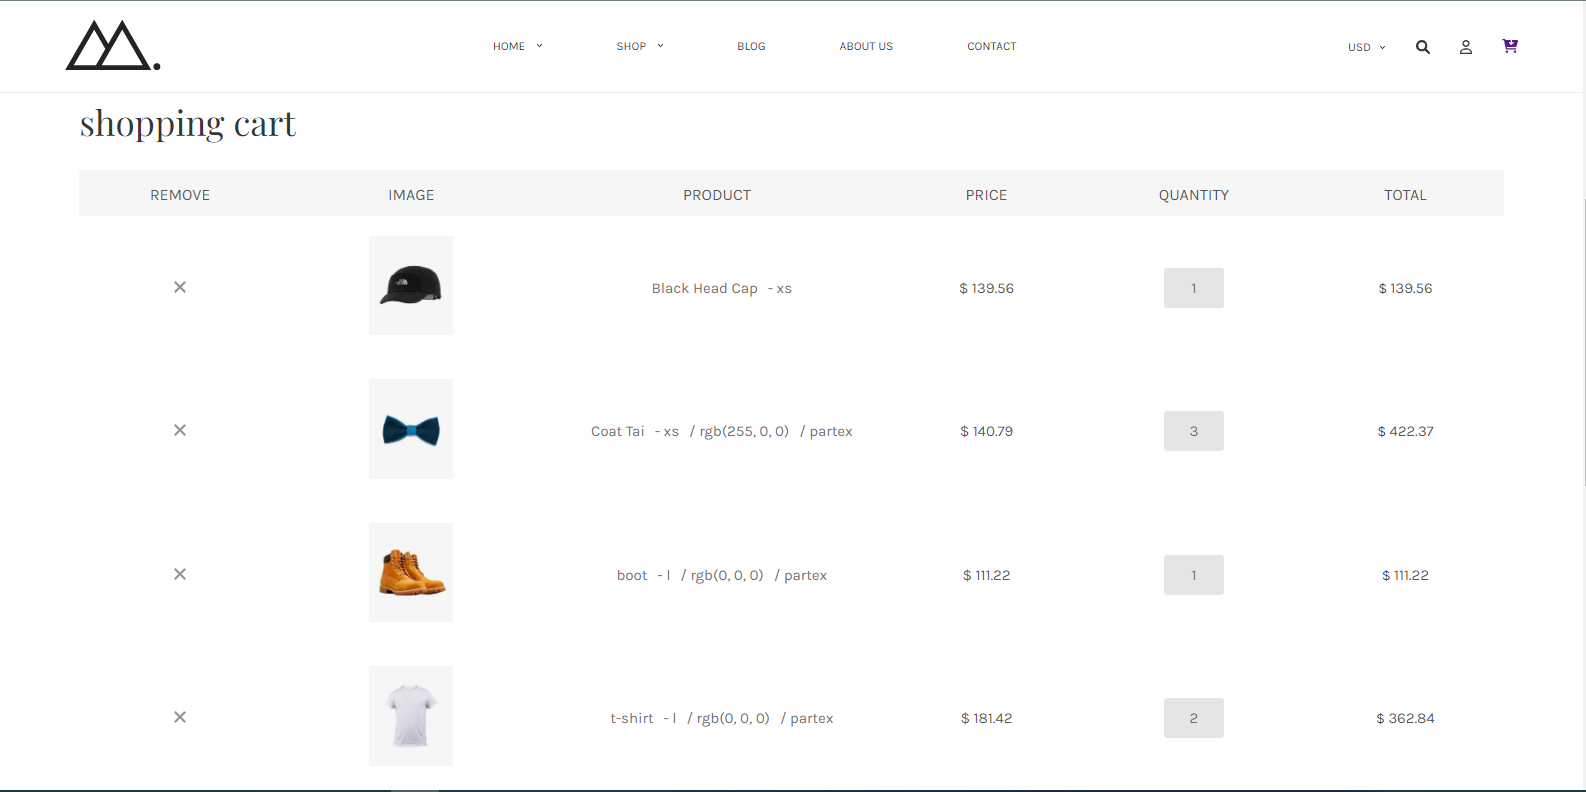 HOME SHOP BLOG ABOUT US CONTACT USD
shopping cart
REMOVE IMAGE PRODUCT PRICE QUANTITY TOTAL
Black Head Cap - xs $ 139.56 1 $ 139.56
Coat Tai - xs / rgb(255, 0, 0) / partex $ 140.79 3 $ 422.37
boot - l / rgb(0, 0, 0) / partex $ 111.22 1 $ 111.22
t-shirt - l / rgb(0, 0, 0) / partex $ 181.42 2 $ 362.84